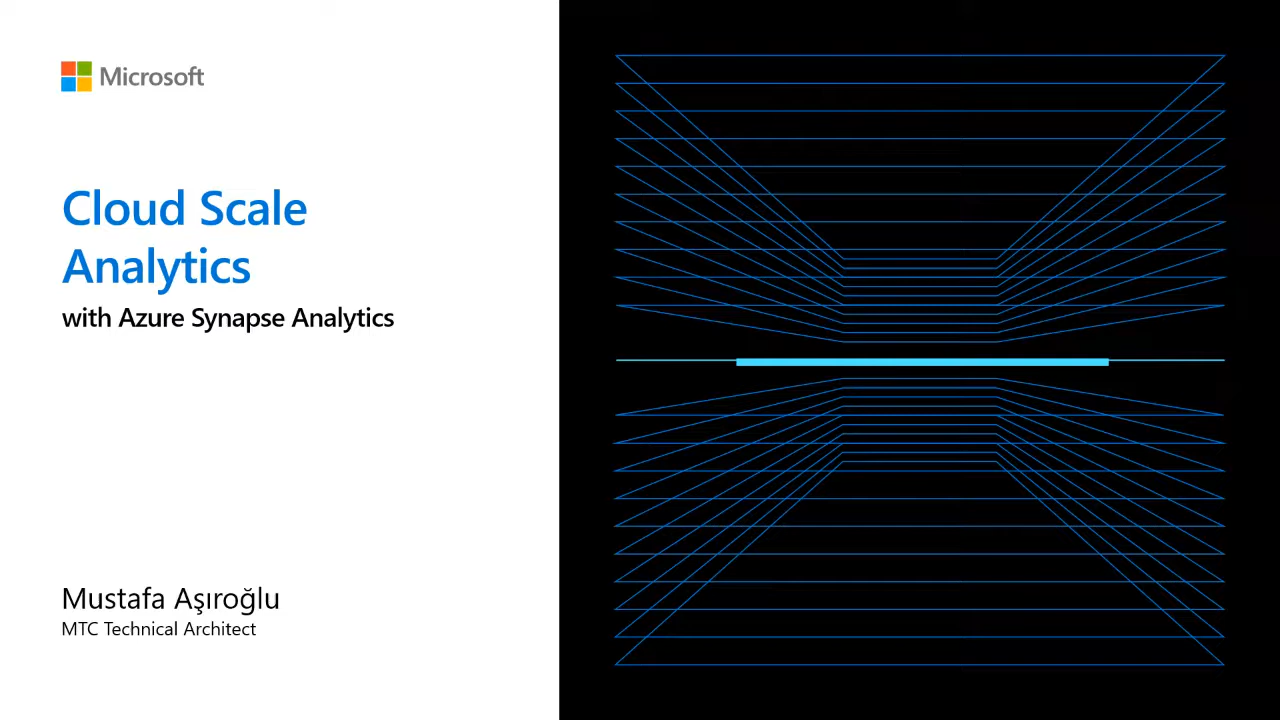 Microsoft
Cloud Scale
Analytics
with Azure Synapse Analytics
Mustafa Aşıroğlu
MTC Technical Architect